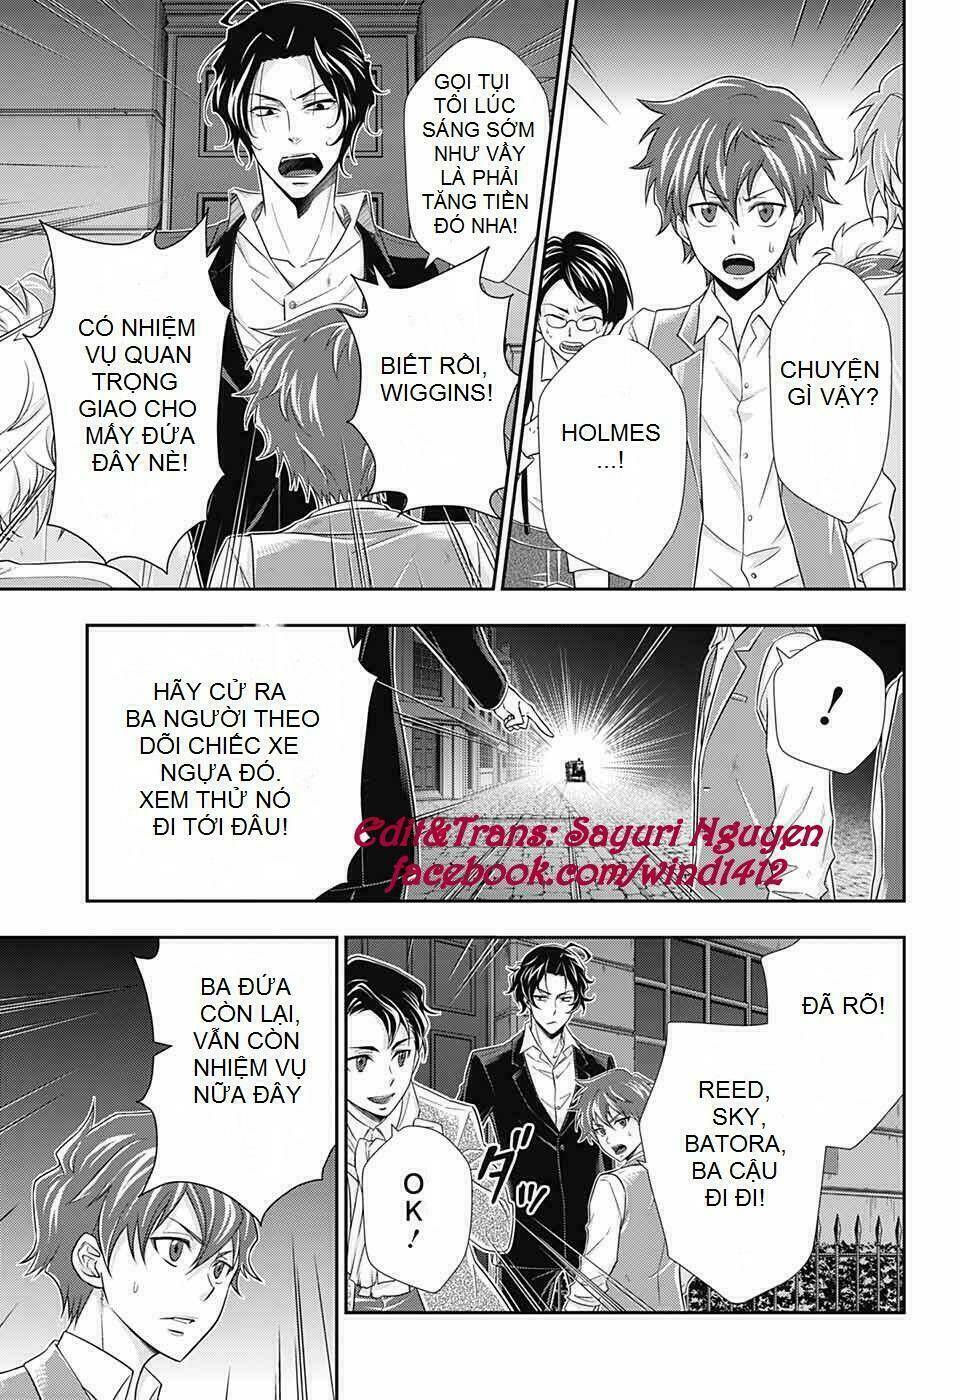 CHUYỆN
GÌ VẬY?
HOLMES
...!
GỌI TỤI
TÔI LÚC
SÁNG SỚM
NHƯ VẦY
LÀ PHẢI
TĂNG TIỀN
ĐÓ NHA!
BIẾT RỒI,
WIGGINS!
CÓ NHIỆM
VỤ QUAN
TRỌNG
GIAO CHO
MẤY ĐỨA
ĐÂY NÈ!
!
HÃY CỬ RA
BA NGƯỜI THEO
DÕI CHIẾC XE
NGỰA ĐÓ.
XEM THỬ NÓ
ĐI TỚI ĐÂU!
Edit&Trans: Sayuri Nguyen
facebook.com/wind1412
ĐÃ RÕ!
REED,
SKY,
BATORA,
BA CẬU
ĐI ĐI!
OK!
ダッ
BA ĐỨA
CÒN LẠI,
VẪN CÒN
NHIỆM VỤ
NỮA ĐÂY